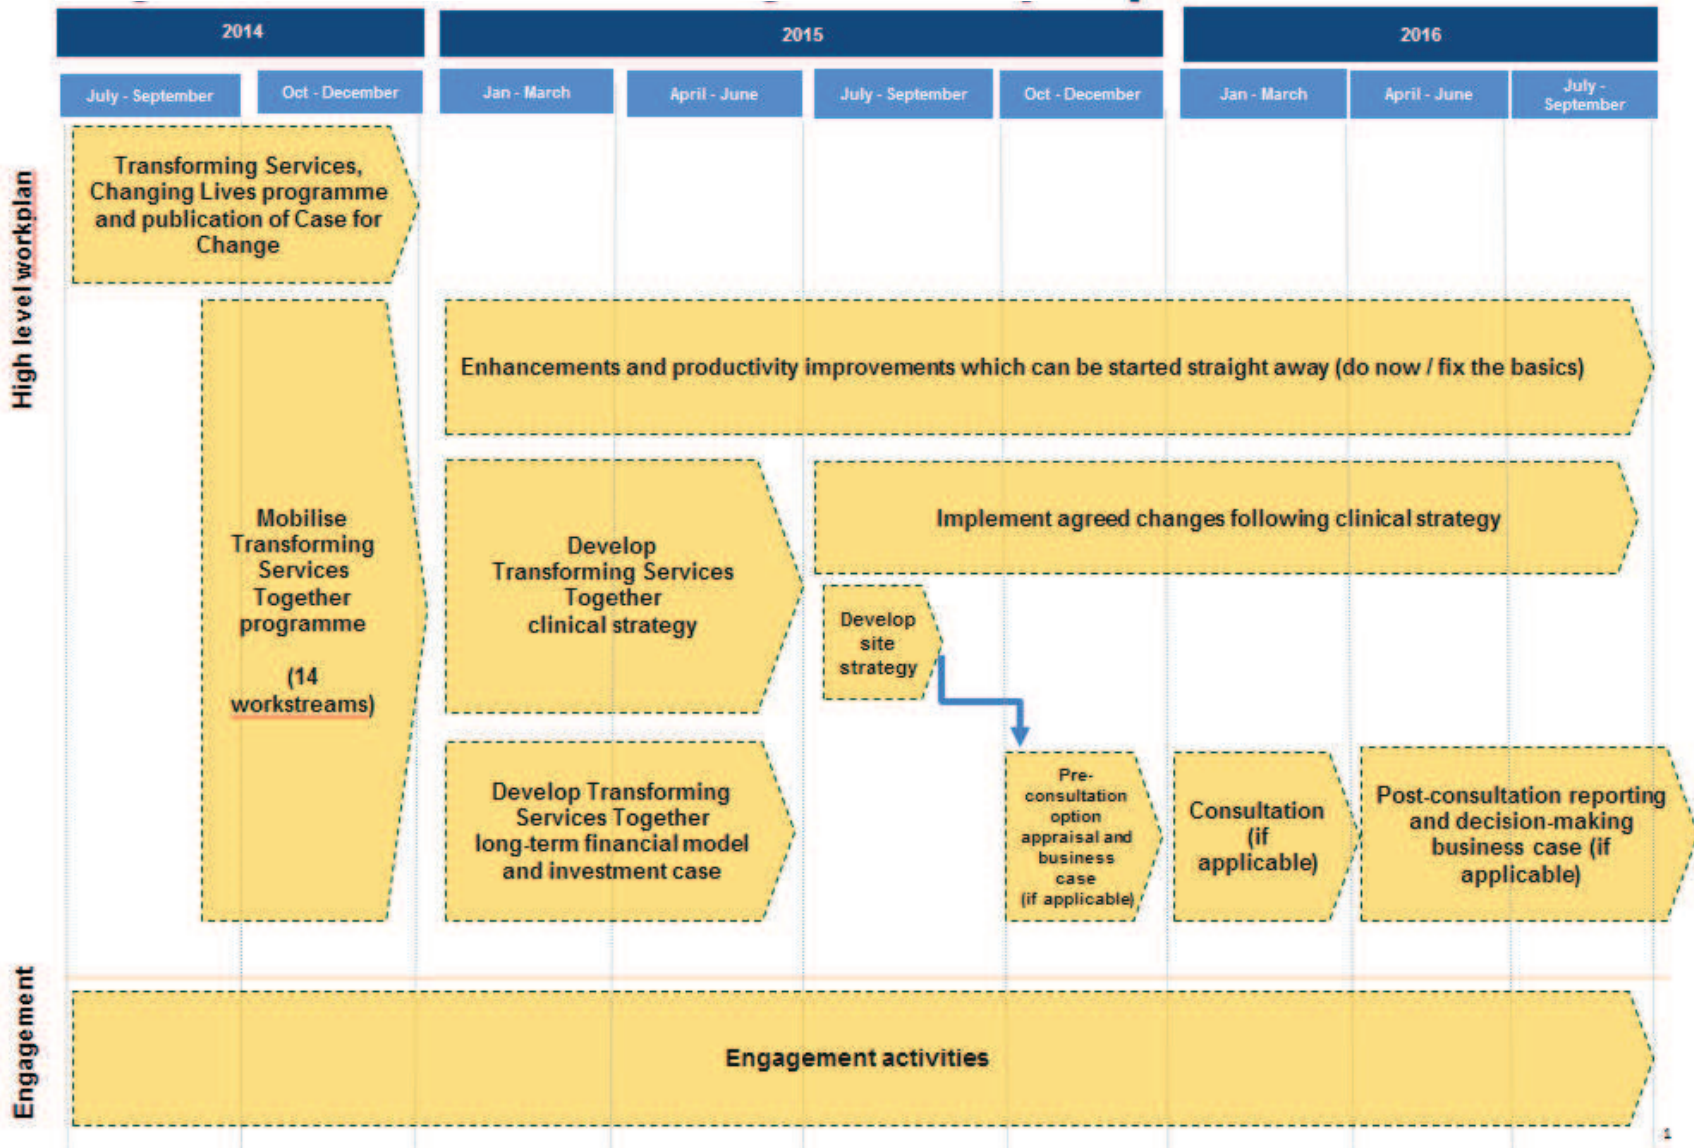 2014
2015
2016
July - September
Oct - December
Jan - March
April - June
July - September
Oct - December
Jan - March
April - June
July -
September
High level workplan
Transforming Services,
Changing Lives programme
and publication of Case for
Change
Enhancements and productivity improvements which can be started straight away (do now / fix the basics)
Mobilise
Transforming
Services
Together
programme
(14
workstreams)
Develop
Transforming Services
Together
clinical strategy
Implement agreed changes following clinical strategy
Develop
site
strategy
Develop Transforming
Services Together
long-term financial model
and investment case
Pre-
consultation
option
appraisal and
business
case
(if applicable)
Consultation
(if
applicable)
Post-consultation reporting
and decision-making
business case (if
applicable)
Engagement
Engagement activities
1